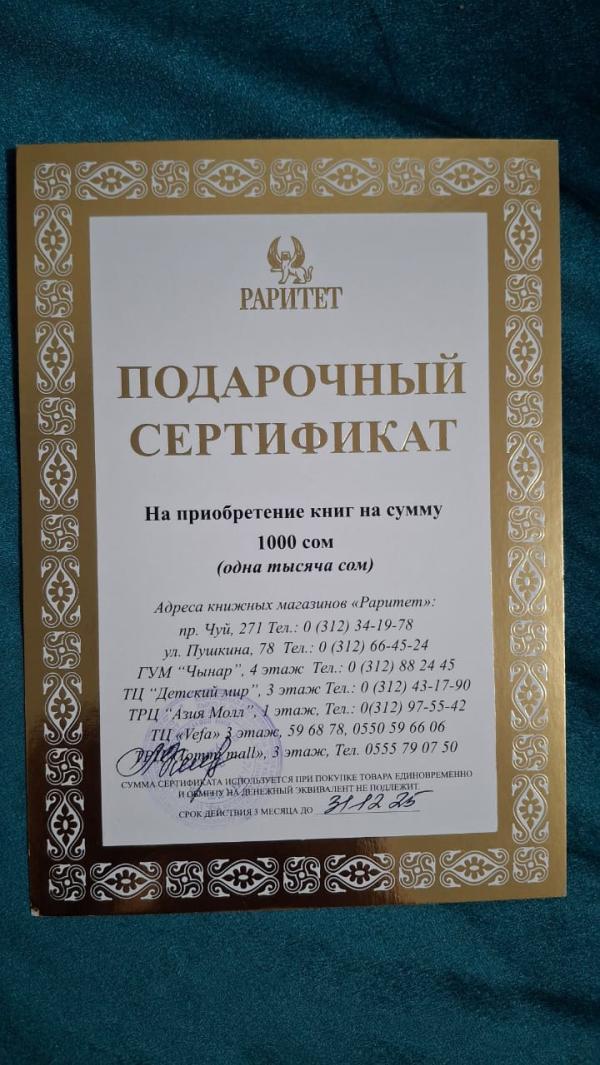 РАРИТЕТ
ПОДАРОЧНЫЙ
СЕРТИФИКАТ
На приобретение книг на сумму
1000 сом
(одна тысяча сом)
Адреса книжных магазинов «Раритет»:
пр. Чуй, 271 Тел.: 0 (312) 34-19-78
ул. Пушкина, 78 Тел.: 0 (312) 66-45-24
ГУМ “Чынар”, 4 этаж Тел.: 0 (312) 88 24 45
ТЦ “Детский мир”, 3 этаж Тел.: 0 (312) 43-17-90
ТРЦ “Азия Молл”, 1 этаж, Тел.: 0(312) 97-55-42
ТЦ «Vefa» 3 этаж, 59 68 78, 0550 59 66 06
mall», 3 этаж, Тел. 0555 79 07 50
СУММА СЕРТИФИКАТА ИСПОЛЬЗУЕТСЯ ПРИ ПОКУПКЕ ТОВАРА ЕДИНОВРЕМЕННО
И ОБМЕНУ НА ДЕНЕЖНЫЙ ЭКВИВАЛЕНТ НЕ ПОДЛЕЖИТ.
СРОК ДЕЙСТВИЯ 3 МЕСЯЦА ДО 31.12.25